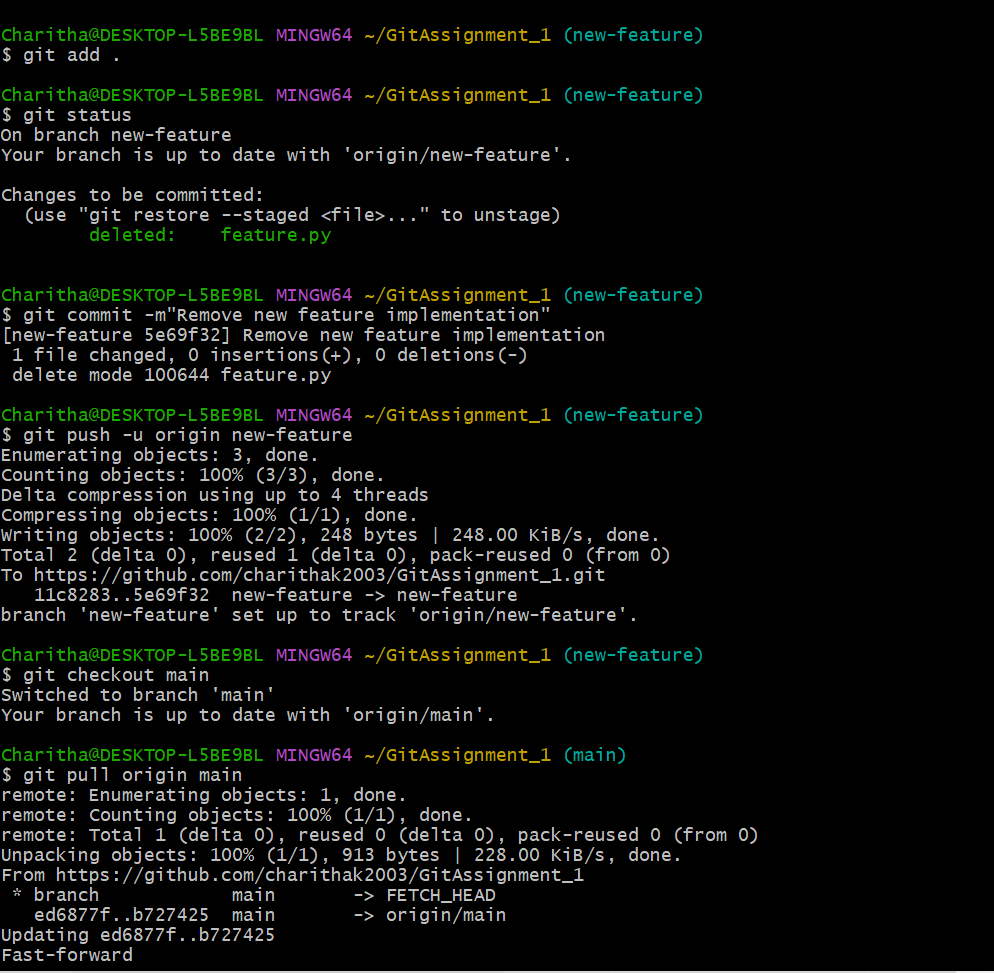 Charitha@DESKTOP-L5BE9BL MINGW64 ~/GitAssignment_1 (new-feature)
$ git add .
Charitha@DESKTOP-L5BE9BL MINGW64 ~/GitAssignment_1 (new-feature)
$ git status
On branch new-feature
Your branch is up to date with 'origin/new-feature'.
Changes to be committed:
  (use "git restore --staged <file>..." to unstage)
        deleted:    feature.py
Charitha@DESKTOP-L5BE9BL MINGW64 ~/GitAssignment_1 (new-feature)
$ git commit -m"Remove new feature implementation"
[new-feature 5e69f32] Remove new feature implementation
 1 file changed, 0 insertions(+), 0 deletions(-)
 delete mode 100644 feature.py
Charitha@DESKTOP-L5BE9BL MINGW64 ~/GitAssignment_1 (new-feature)
$ git push -u origin new-feature
Enumerating objects: 3, done.
Counting objects: 100% (3/3), done.
Delta compression using up to 4 threads
Compressing objects: 100% (1/1), done.
Writing objects: 100% (2/2), 248 bytes | 248.00 KiB/s, done.
Total 2 (delta 0), reused 1 (delta 0), pack-reused 0 (from 0)
To https://github.com/charithak2003/GitAssignment_1.git
   11c8283..5e69f32  new-feature -> new-feature
branch 'new-feature' set up to track 'origin/new-feature'.
Charitha@DESKTOP-L5BE9BL MINGW64 ~/GitAssignment_1 (new-feature)
$ git checkout main
Switched to branch 'main'
Your branch is up to date with 'origin/main'.
Charitha@DESKTOP-L5BE9BL MINGW64 ~/GitAssignment_1 (main)
$ git pull origin main
remote: Enumerating objects: 1, done.
remote: Counting objects: 100% (1/1), done.
remote: Total 1 (delta 0), reused 0 (delta 0), pack-reused 0 (from 0)
Unpacking objects: 100% (1/1), 913 bytes | 228.00 KiB/s, done.
From https://github.com/charithak2003/GitAssignment_1
 * branch            main       -> FETCH_HEAD
   ed6877f..b727425  main       -> origin/main
Updating ed6877f..b727425
Fast-forward